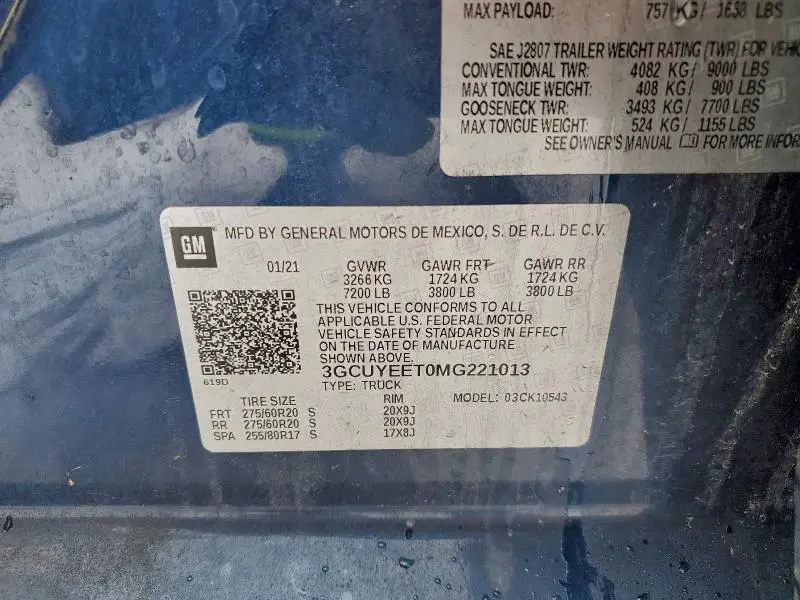 MAX PAYLOAD: 757 KG/ 1638 LBS
SAE J2807 TRAILER WEIGHT RATING (TWR) FOR
CONVENTIONAL TWR: 4082 KG/ 9000 LBS
MAX TONGUE WEIGHT: 408 KG/ 900 LBS
GOOSENECK TWR: 3493 KG/ 7700 LBS
MAX TONGUE WEIGHT: 524 KG/ 1155 LBS
SEE OWNER'S MANUAL FOR MORE
GM
MFD BY GENERAL MOTORS DE MEXICO, S. DE R.L. DE C.V.
01/21 GVWR GAWR FRT GAWR RR
3266 KG 1724 KG 1724 KG
7200 LB 3800 LB 3800 LB
THIS VEHICLE CONFORMS TO ALL
APPLICABLE U.S. FEDERAL MOTOR
VEHICLE SAFETY STANDARDS IN EFFECT
ON THE DATE OF MANUFACTURE
SHOWN ABOVE.
3GCUYEET0MG221013
619D TYPE: TRUCK
TIRE SIZE RIM MODEL: 03CK10543
FRT 275/60R20 S 20X9J
RR 275/60R20 S 20X9J
SPA 255/80R17 S 17X8J